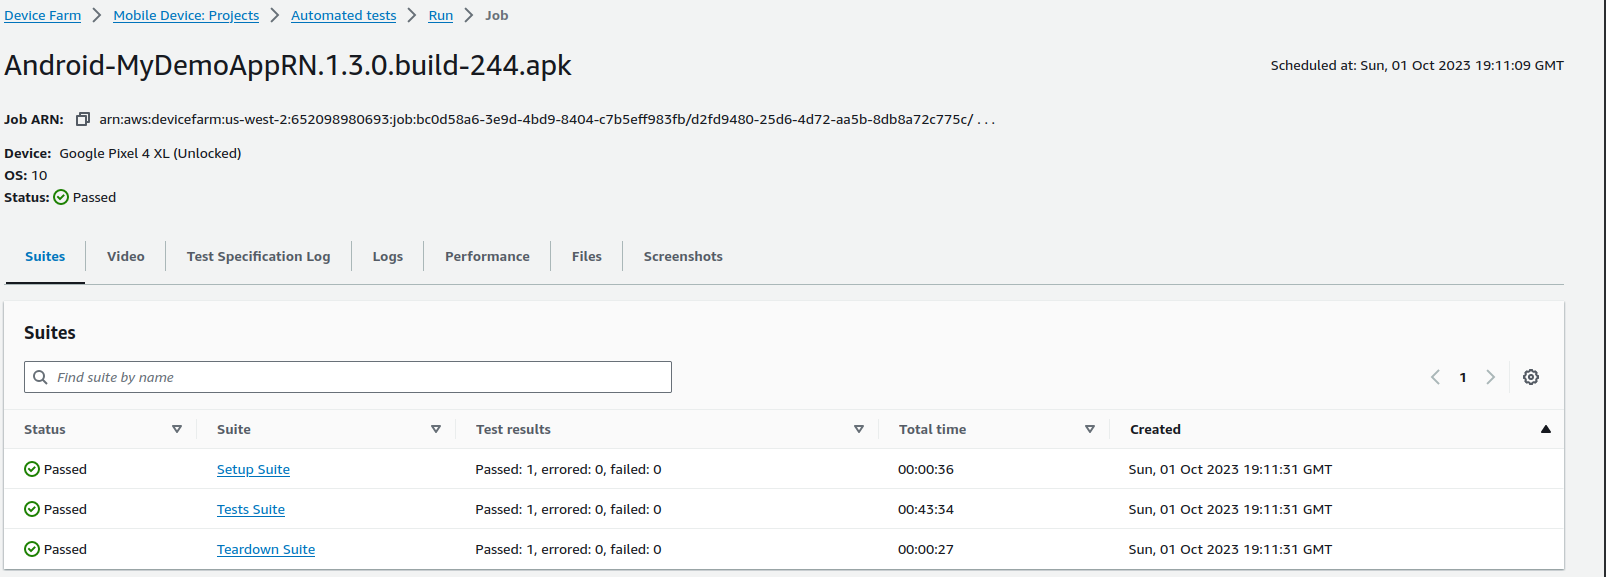 Device Farm > Mobile Device: Projects > Automated tests > Run > Job
Android-MyDemoAppRN.1.3.0.build-244.apk
Scheduled at: Sun, 01 Oct 2023 19:11:09 GMT
Job ARN: arn:aws:devicefarm:us-west-2:652098980693:job:bc0d58a6-3e9d-4bd9-8404-c7b5eff983fb/d2fd9480-25d6-4d72-aa5b-8db8a72c775c/ . . .
Device: Google Pixel 4 XL (Unlocked)
OS: 10
Status: Passed
Suites Video Test Specification Log Logs Performance Files Screenshots
Suites
Find suite by name
1
Status Suite Test results Total time Created
Passed Setup Suite Passed: 1, errored: 0, failed: 0 00:00:36 Sun, 01 Oct 2023 19:11:31 GMT
Passed Tests Suite Passed: 1, errored: 0, failed: 0 00:43:34 Sun, 01 Oct 2023 19:11:31 GMT
Passed Teardown Suite Passed: 1, errored: 0, failed: 0 00:00:27 Sun, 01 Oct 2023 19:11:31 GMT